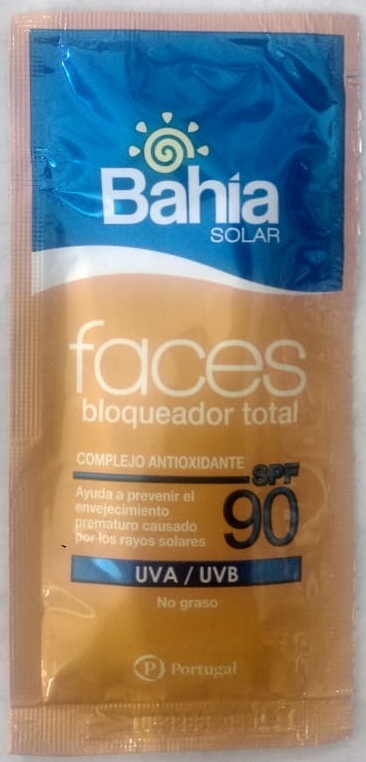 Bahía
SOLAR
faces
bloqueador total
COMPLEJO ANTIOXIDANTE
SPF
90
Ayuda a prevenir el
envejecimiento
prematuro causado
por los rayos solares
UVA / UVB
No graso
P Portugal